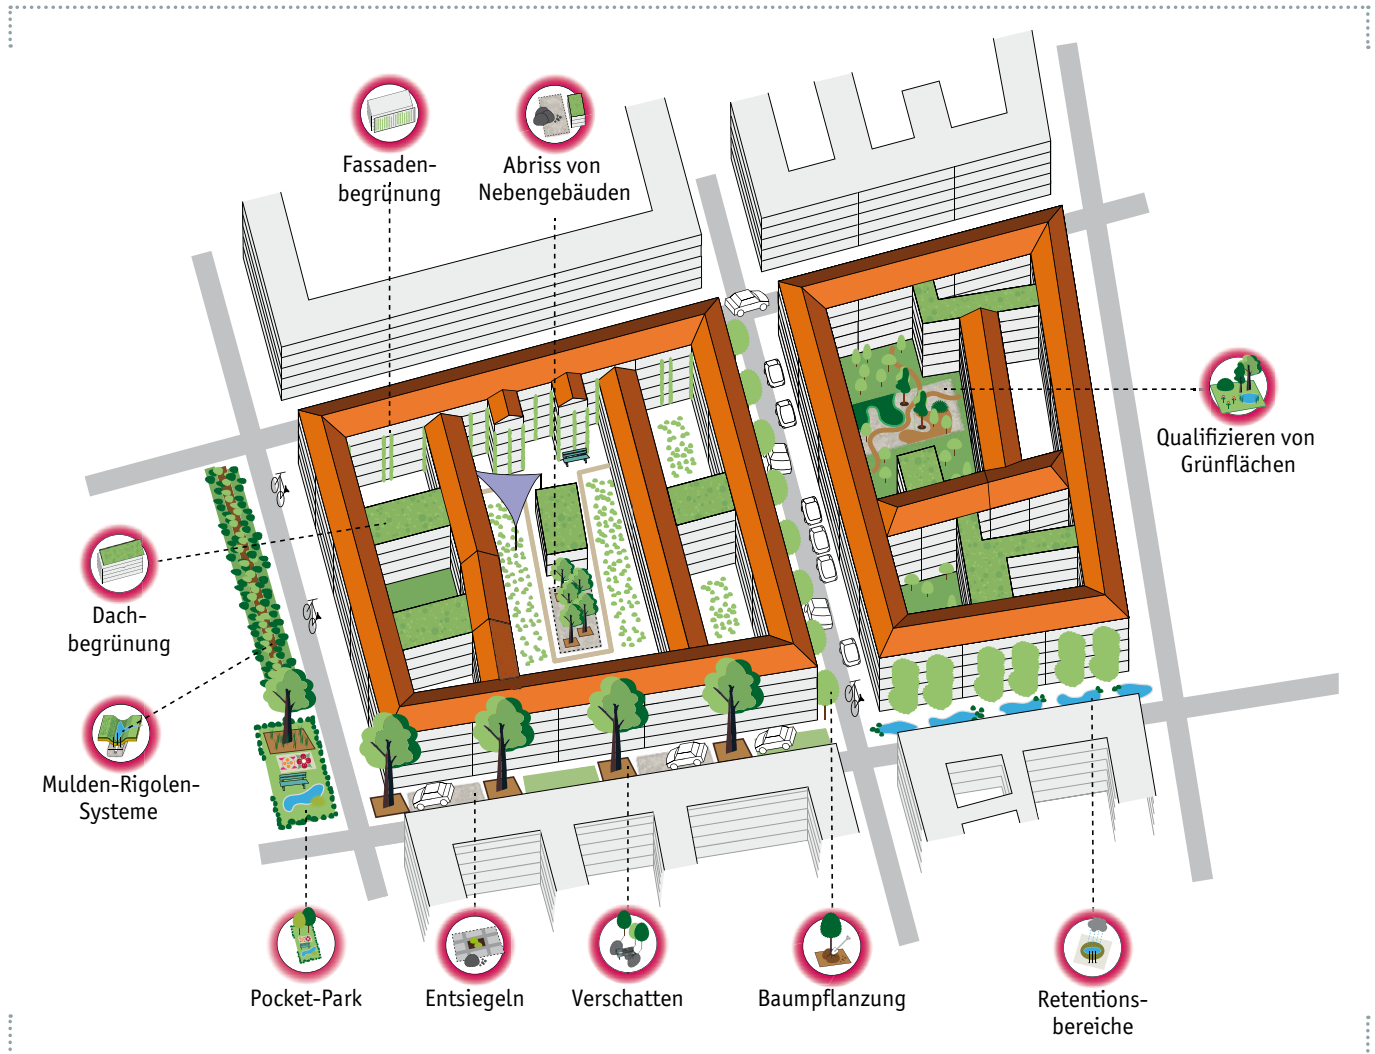 Fassaden-
begrünung
Abriss von
Nebengebäuden
Qualifizieren von
Grünflächen
Dach-
begrünung
Mulden-Rigolen-
Systeme
Pocket-Park
Entsiegeln
Verschatten
Baumpflanzung
Retentions-
bereiche